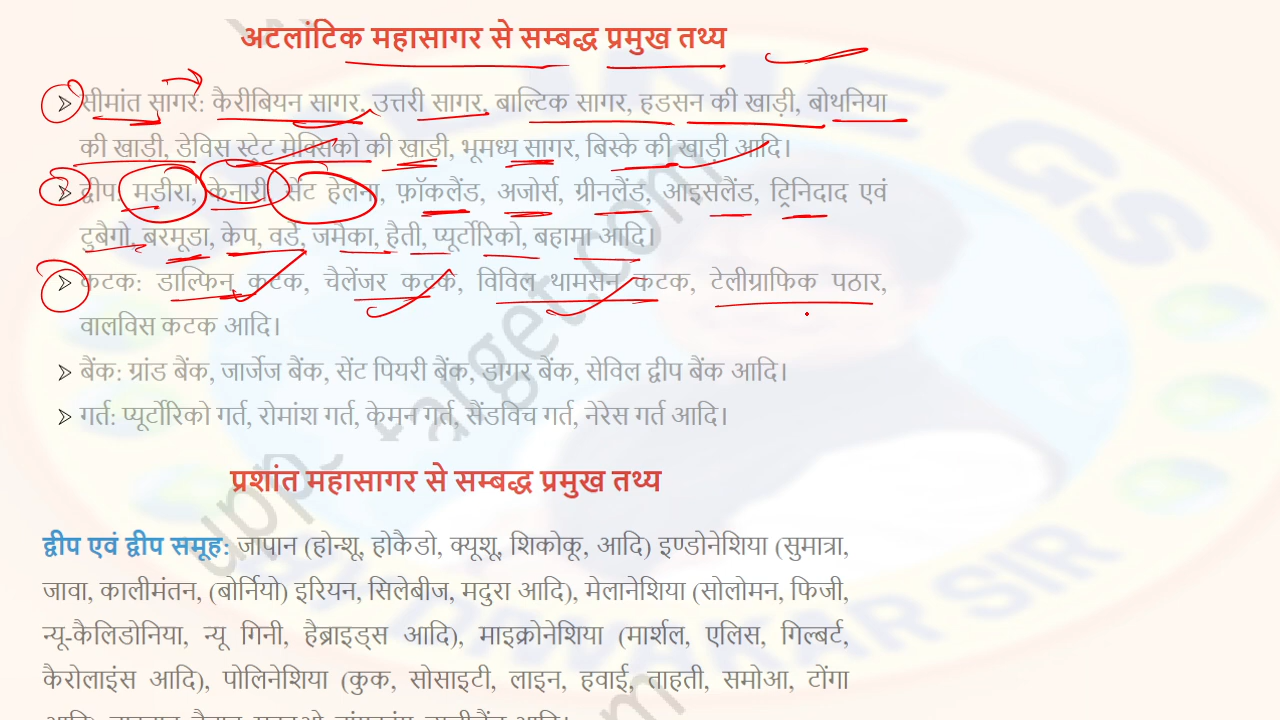 अटलांटिक महासागर से सम्बद्ध प्रमुख तथ्य
सीमांत सागर: कैरीबियन सागर, उत्तरी सागर, बाल्टिक सागर, हडसन की खाड़ी, बोथनिया
की खाड़ी, डेविस स्ट्रेट मेक्सिको की खाड़ी, भूमध्य सागर, बिस्के की खाड़ी आदि।
द्वीप: मडीरा, केनारी सेंट हेलेना, फ़ॉकलैंड, अजोर्स, ग्रीनलैंड, आइसलैंड, ट्रिनिदाद एवं
टुबैगो, बरमूडा, केप, वर्डे, जमेका, हैती, प्यूर्टोरिको, बहामा आदि।
कटक: डाल्फिन कटक, चैलेंजर कटक, विविल थामसन कटक, टेलीग्राफिक पठार,
वालविस कटक आदि।
बैंक: ग्रांड बैंक, जार्जेज बैंक, सेंट पियरी बैंक, डागर बैंक, सेविल द्वीप बैंक आदि।
गर्त: प्यूर्टोरिको गर्त, रोमांश गर्त, केमन गर्त, सैंडविच गर्त, नेरेस गर्त आदि।
प्रशांत महासागर से सम्बद्ध प्रमुख तथ्य
द्वीप एवं द्वीप समूह: जापान (होन्शू, होकैडो, क्यूशू, शिकोकू, आदि) इण्डोनेशिया (सुमात्रा,
जावा, कालीमंतन, (बोर्नियो) इरियन, सिलेबीज, मदुरा आदि), मेलानेशिया (सोलोमन, फिजी,
न्यू-कैलिडोनिया, न्यू गिनी, हैब्राइड्स आदि), माइक्रोनेशिया (मार्शल, एलिस, गिल्बर्ट,
कैरोलाइंस आदि), पोलिनेशिया (कुक, सोसाइटी, लाइन, हवाई, ताहती, समोआ, टोंगा